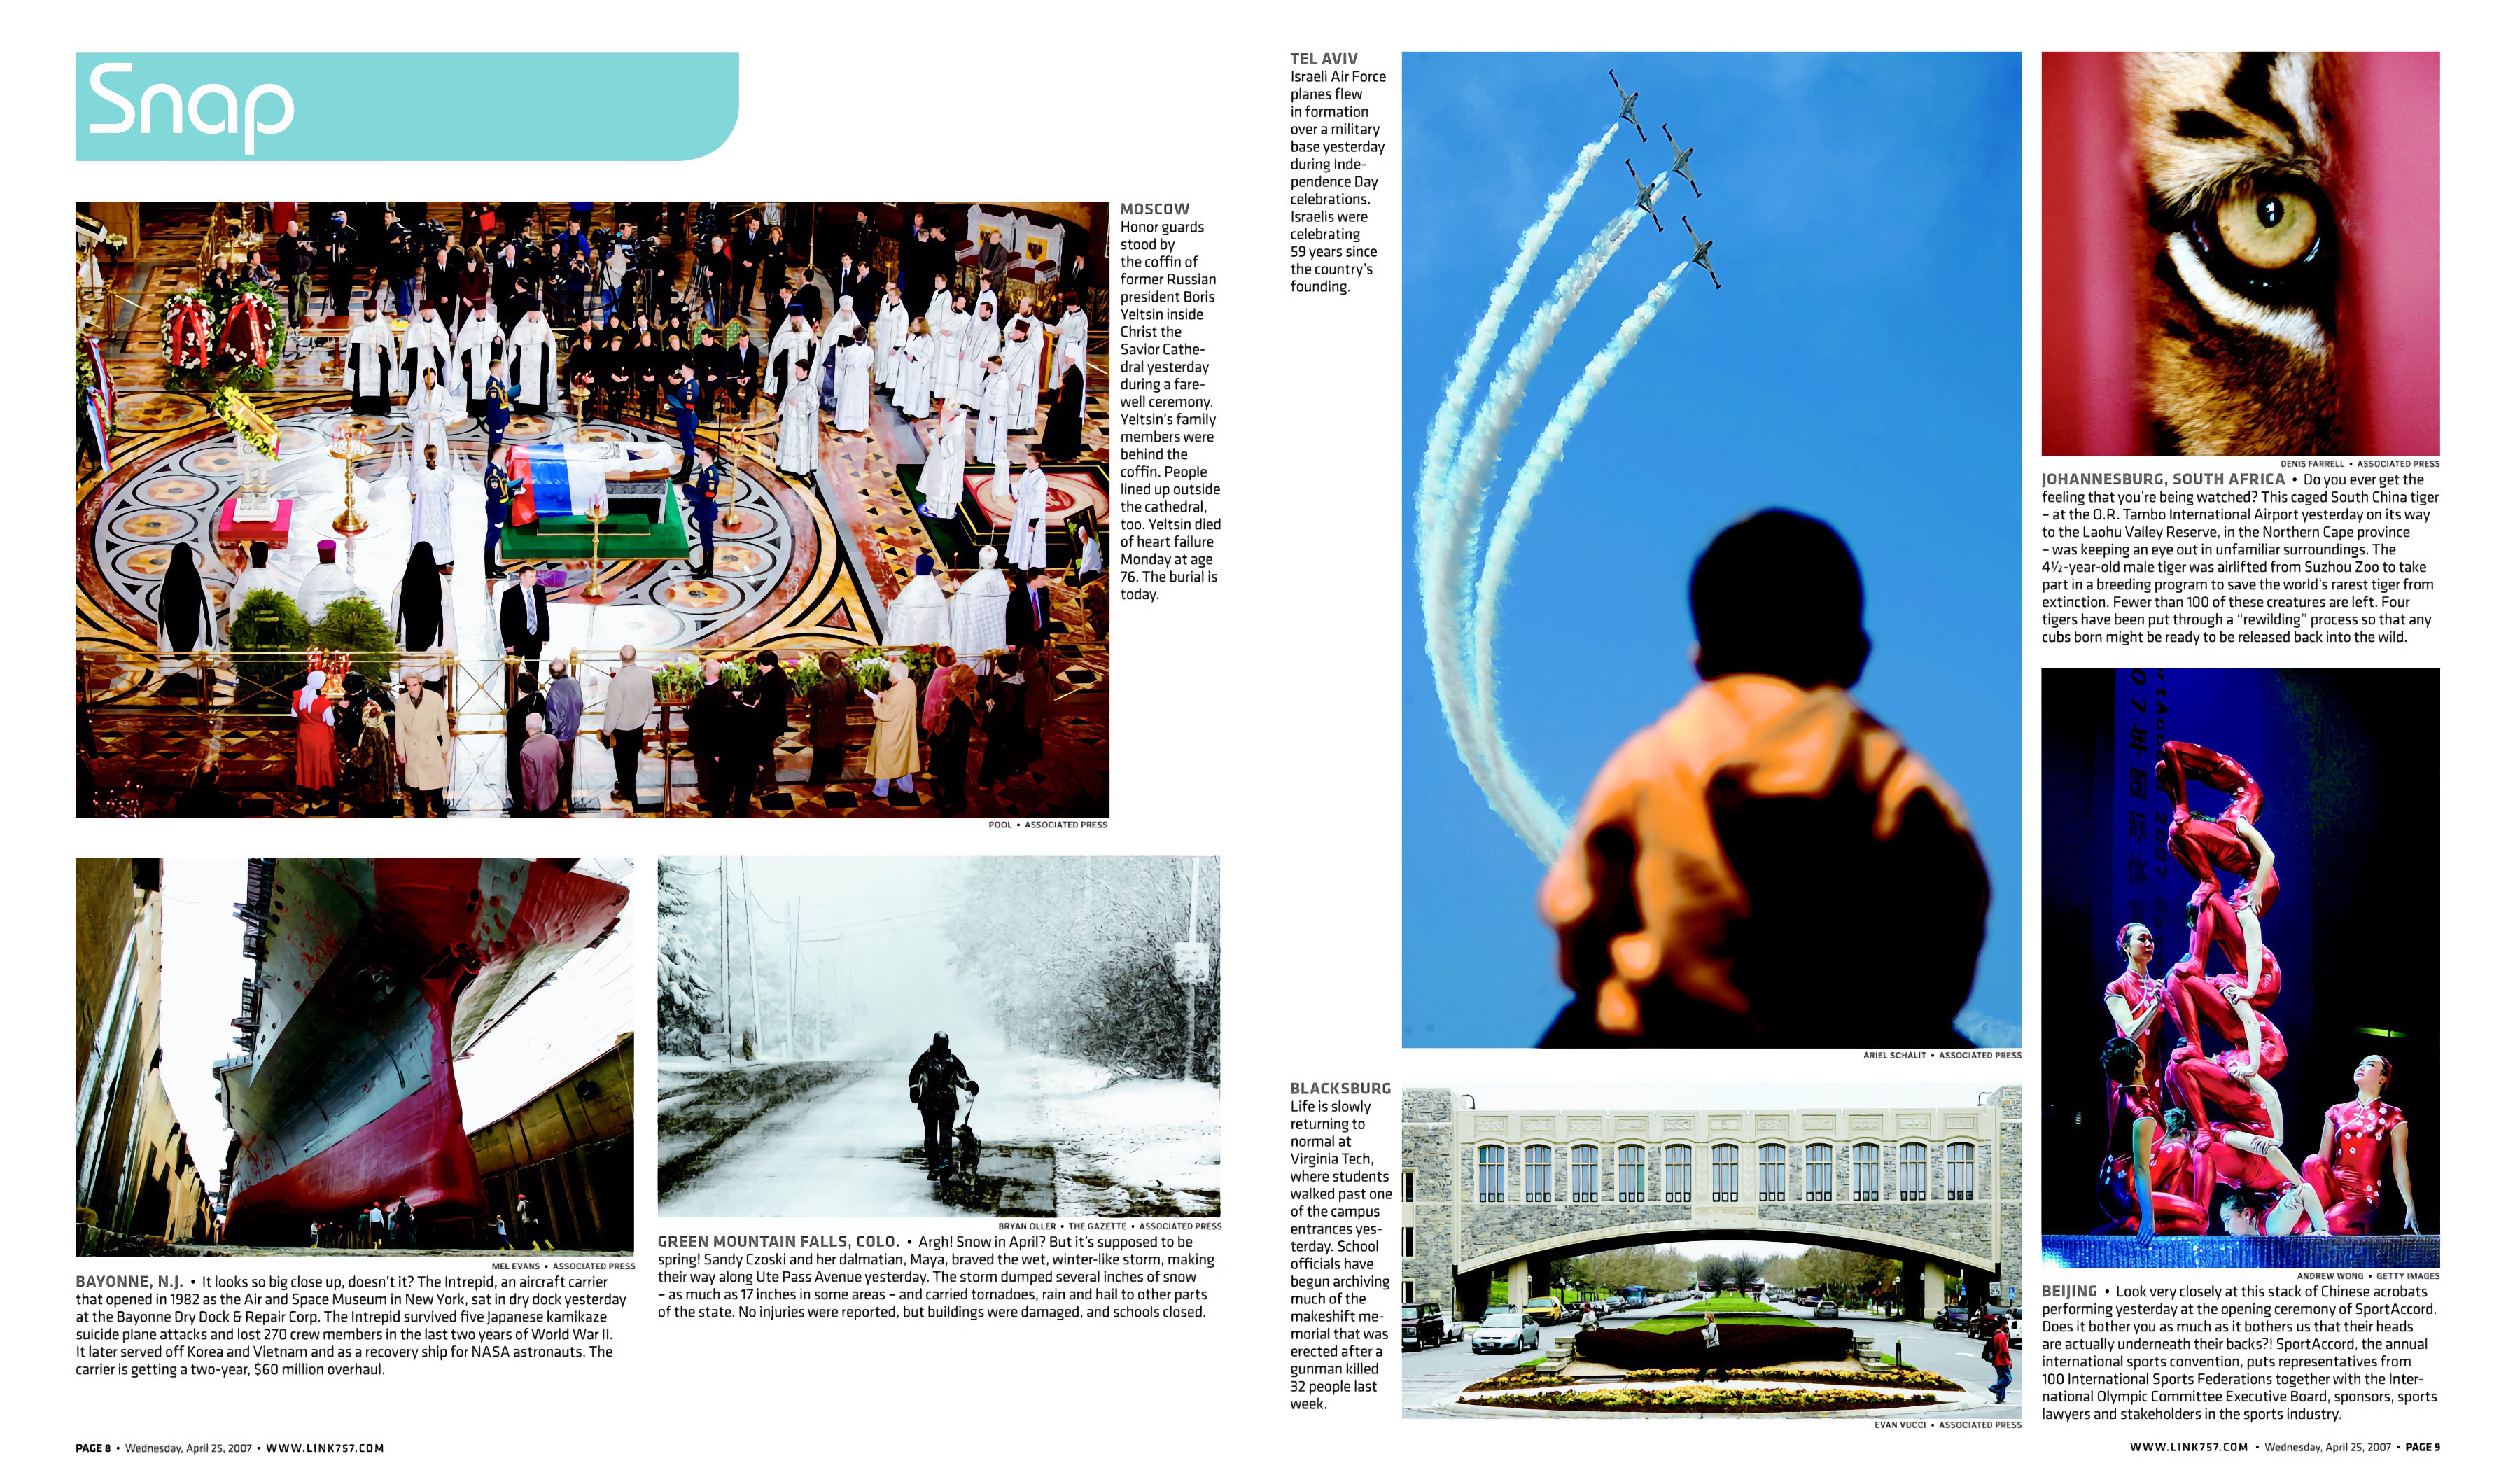 Snap
MOSCOW
Honor guards
stood by
the coffin of
former Russian
president Boris
Yeltsin inside
Christ the
Savior Cathe-
dral yesterday
during a fare-
well ceremony.
Yeltsin's family
members were
behind the
coffin. People
lined up outside
the cathedral,
too. Yeltsin died
of heart failure
Monday at age
76. The burial is
today.
POOL • ASSOCIATED PRESS
MEL EVANS • ASSOCIATED PRESS
BAYONNE, N.J. • It looks so big close up, doesn't it? The Intrepid, an aircraft carrier
that opened in 1982 as the Air and Space Museum in New York, sat in dry dock yesterday
at the Bayonne Dry Dock & Repair Corp. The Intrepid survived five Japanese kamikaze
suicide plane attacks and lost 270 crew members in the last two years of World War II.
It later served off Korea and Vietnam and as a recovery ship for NASA astronauts. The
carrier is getting a two-year, $60 million overhaul.
BRYAN OLLER • THE GAZETTE • ASSOCIATED PRESS
GREEN MOUNTAIN FALLS, COLO. • Argh! Snow in April? But it's supposed to be
spring! Sandy Czoski and her dalmatian, Maya, braved the wet, winter-like storm, making
their way along Ute Pass Avenue yesterday. The storm dumped several inches of snow
– as much as 17 inches in some areas – and carried tornadoes, rain and hail to other parts
of the state. No injuries were reported, but buildings were damaged, and schools closed.
PAGE 8 • Wednesday, April 25, 2007 • WWW.LINK757.COM
TEL AVIV
Israeli Air Force
planes flew
in formation
over a military
base yesterday
during Inde-
pendence Day
celebrations.
Israelis were
celebrating
59 years since
the country's
founding.
ARIEL SCHALIT • ASSOCIATED PRESS
BLACKSBURG
Life is slowly
returning to
normal at
Virginia Tech,
where students
walked past one
of the campus
entrances yes-
terday. School
officials have
begun archiving
much of the
makeshift me-
morial that was
erected after a
gunman killed
32 people last
week.
EVAN VUCCI • ASSOCIATED PRESS
DENIS FARRELL • ASSOCIATED PRESS
JOHANNESBURG, SOUTH AFRICA • Do you ever get the
feeling that you're being watched? This caged South China tiger
– at the O.R. Tambo International Airport yesterday on its way
to the Laohu Valley Reserve, in the Northern Cape province
– was keeping an eye out in unfamiliar surroundings. The
4½-year-old male tiger was airlifted from Suzhou Zoo to take
part in a breeding program to save the world's rarest tiger from
extinction. Fewer than 100 of these creatures are left. Four
tigers have been put through a “rewilding” process so that any
cubs born might be ready to be released back into the wild.
ANDREW WONG • GETTY IMAGES
BEIJING • Look very closely at this stack of Chinese acrobats
performing yesterday at the opening ceremony of SportAccord.
Does it bother you as much as it bothers us that their heads
are actually underneath their backs?! SportAccord, the annual
international sports convention, puts representatives from
100 International Sports Federations together with the Inter-
national Olympic Committee Executive Board, sponsors, sports
lawyers and stakeholders in the sports industry.
WWW.LINK757.COM • Wednesday, April 25, 2007 • PAGE 9